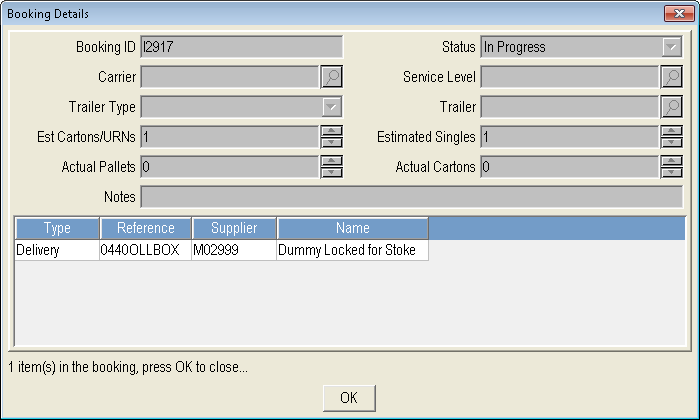 Booking Details
Booking ID I2917 Status In Progress
Carrier Service Level
Trailer Type Trailer
Est Cartons/URNs 1 Estimated Singles 1
Actual Pallets 0 Actual Cartons 0
Notes
Type Reference Supplier Name
Delivery 0440OLLBOX M02999 Dummy Locked for Stoke
1 item(s) in the booking, press OK to close...
OK